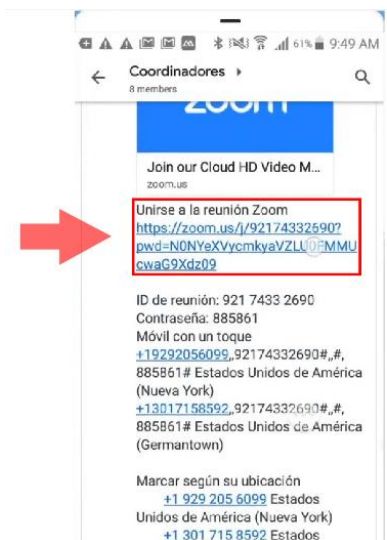 61% 9:49 AM
Coordinadores
8 members
zoom
Join our Cloud HD Video M...
zoom.us
Unirse a la reunión Zoom
https://zoom.us/j/92174332690?
pwd=N0NYeXVycmkyaVZLU0FMMU
cwaG9Xdz09
ID de reunión: 921 7433 2690
Contraseña: 885861
Móvil con un toque
+19292056099,,92174332690#,,#,
885861# Estados Unidos de América
(Nueva York)
+13017158592,,92174332690#,,#,
885861# Estados Unidos de América
(Germantown)
Marcar según su ubicación
+1 929 205 6099 Estados
Unidos de América (Nueva York)
+1 301 715 8592 Estados